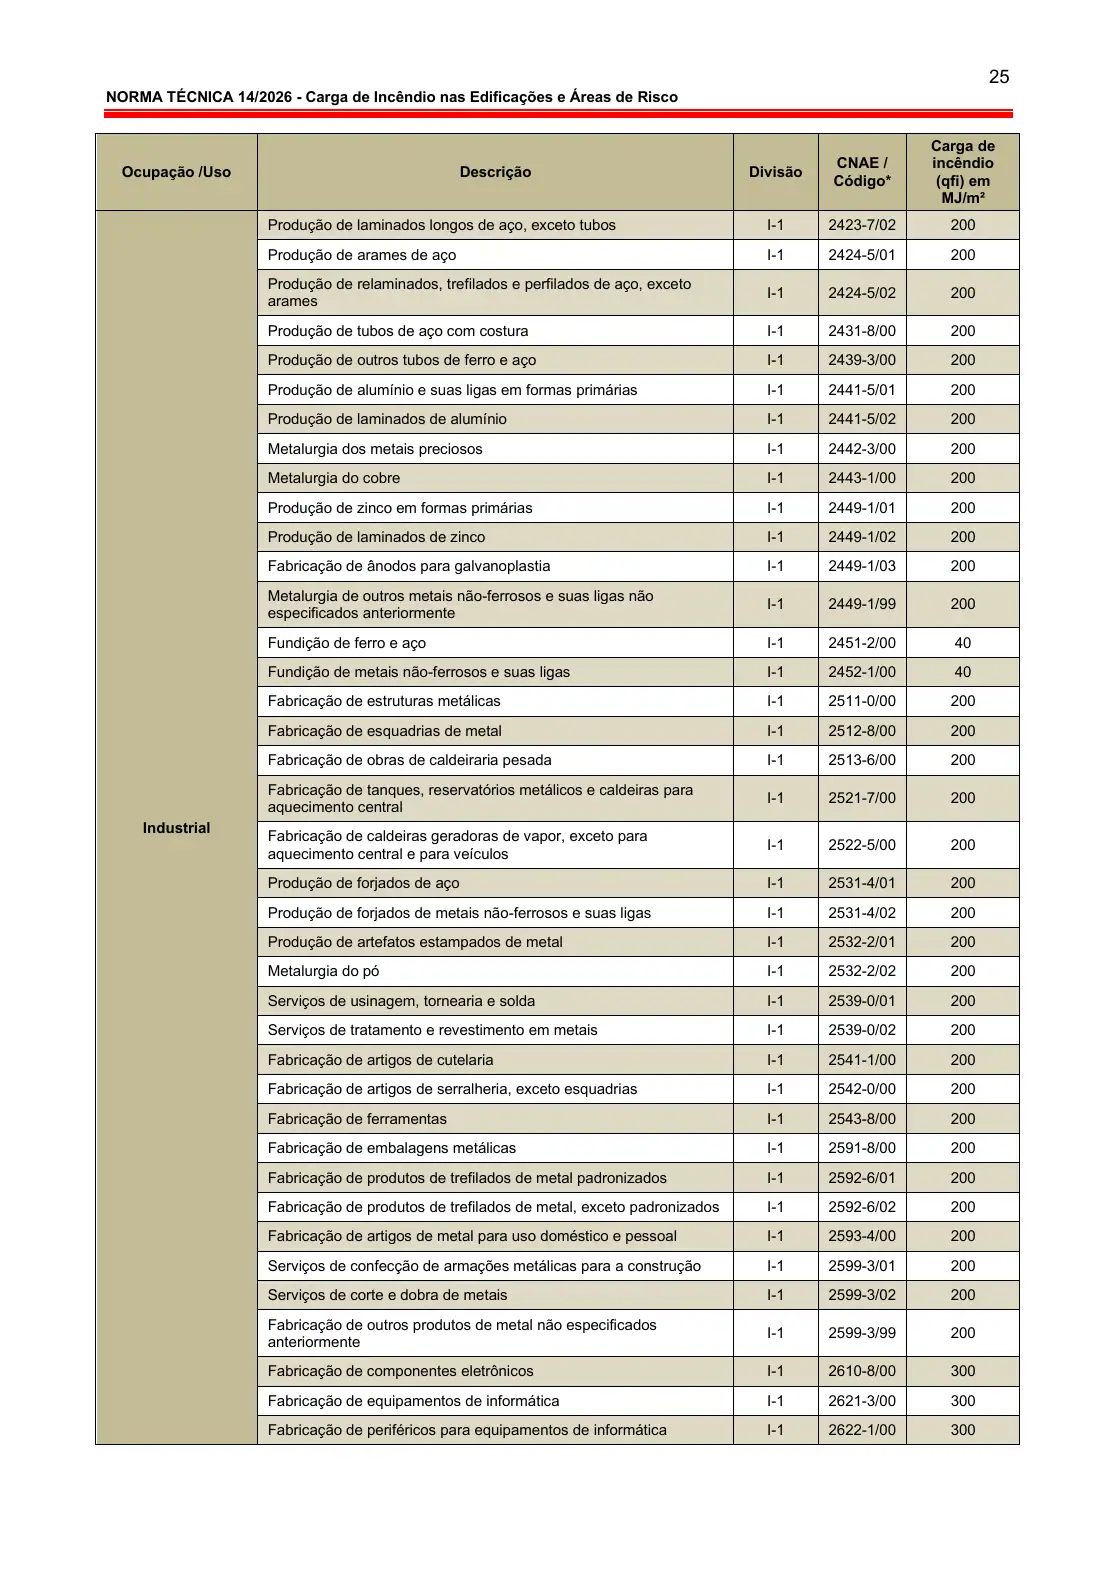 25
NORMA TÉCNICA 14/2026 - Carga de Incêndio nas Edificações e Áreas de Risco
Ocupação /Uso Descrição Divisão CNAE / Código* Carga de incêndio (qfi) em MJ/m²
Industrial
Produção de laminados longos de aço, exceto tubos I-1 2423-7/02 200
Produção de arames de aço I-1 2424-5/01 200
Produção de relaminados, trefilados e perfilados de aço, exceto
arames I-1 2424-5/02 200
Produção de tubos de aço com costura I-1 2431-8/00 200
Produção de outros tubos de ferro e aço I-1 2439-3/00 200
Produção de alumínio e suas ligas em formas primárias I-1 2441-5/01 200
Produção de laminados de alumínio I-1 2441-5/02 200
Metalurgia dos metais preciosos I-1 2442-3/00 200
Metalurgia do cobre I-1 2443-1/00 200
Produção de zinco em formas primárias I-1 2449-1/01 200
Produção de laminados de zinco I-1 2449-1/02 200
Fabricação de ânodos para galvanoplastia I-1 2449-1/03 200
Metalurgia de outros metais não-ferrosos e suas ligas não
especificados anteriormente I-1 2449-1/99 200
Fundição de ferro e aço I-1 2451-2/00 40
Fundição de metais não-ferrosos e suas ligas I-1 2452-1/00 40
Fabricação de estruturas metálicas I-1 2511-0/00 200
Fabricação de esquadrias de metal I-1 2512-8/00 200
Fabricação de obras de caldeiraria pesada I-1 2513-6/00 200
Fabricação de tanques, reservatórios metálicos e caldeiras para
aquecimento central I-1 2521-7/00 200
Fabricação de caldeiras geradoras de vapor, exceto para
aquecimento central e para veículos I-1 2522-5/00 200
Produção de forjados de aço I-1 2531-4/01 200
Produção de forjados de metais não-ferrosos e suas ligas I-1 2531-4/02 200
Produção de artefatos estampados de metal I-1 2532-2/01 200
Metalurgia do pó I-1 2532-2/02 200
Serviços de usinagem, tornearia e solda I-1 2539-0/01 200
Serviços de tratamento e revestimento em metais I-1 2539-0/02 200
Fabricação de artigos de cutelaria I-1 2541-1/00 200
Fabricação de artigos de serralheria, exceto esquadrias I-1 2542-0/00 200
Fabricação de ferramentas I-1 2543-8/00 200
Fabricação de embalagens metálicas I-1 2591-8/00 200
Fabricação de produtos de trefilados de metal padronizados I-1 2592-6/01 200
Fabricação de produtos de trefilados de metal, exceto padronizados I-1 2592-6/02 200
Fabricação de artigos de metal para uso doméstico e pessoal I-1 2593-4/00 200
Serviços de confecção de armações metálicas para a construção I-1 2599-3/01 200
Serviços de corte e dobra de metais I-1 2599-3/02 200
Fabricação de outros produtos de metal não especificados
anteriormente I-1 2599-3/99 200
Fabricação de componentes eletrônicos I-1 2610-8/00 300
Fabricação de equipamentos de informática I-1 2621-3/00 300
Fabricação de periféricos para equipamentos de informática I-1 2622-1/00 300